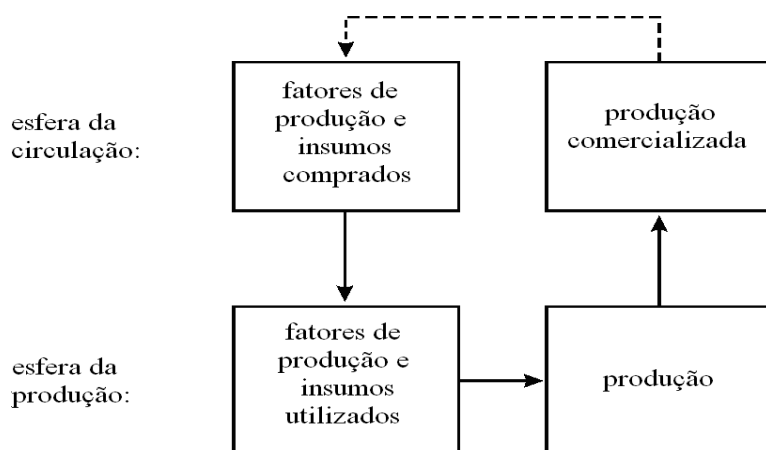 esfera da
circulação:
fatores de
produção e
insumos
comprados
produção
comercializada
esfera da
produção:
fatores de
produção e
insumos
utilizados
produção